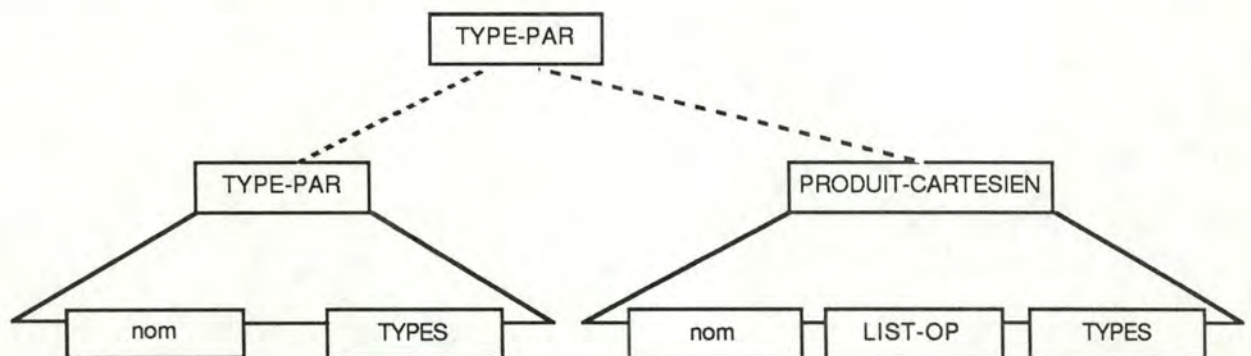 TYPE-PAR
TYPE-PAR
PRODUIT-CARTESIEN
nom
TYPES
nom
LIST-OP
TYPES